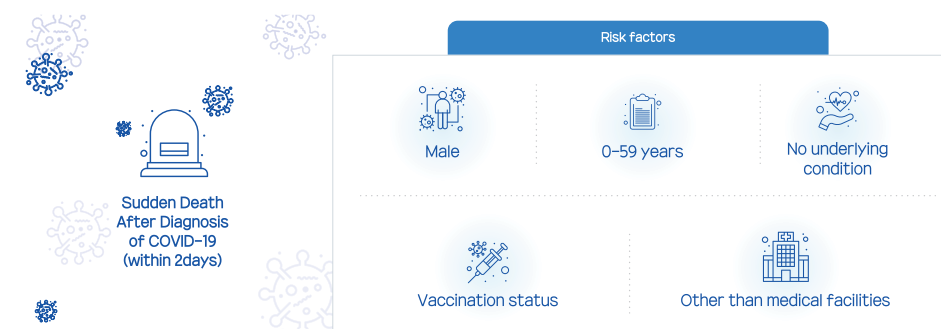 Risk factors
Male
0-59 years
No underlying
condition
Sudden Death
After Diagnosis
of COVID-19
(within 2days)
Vaccination status
Other than medical facilities